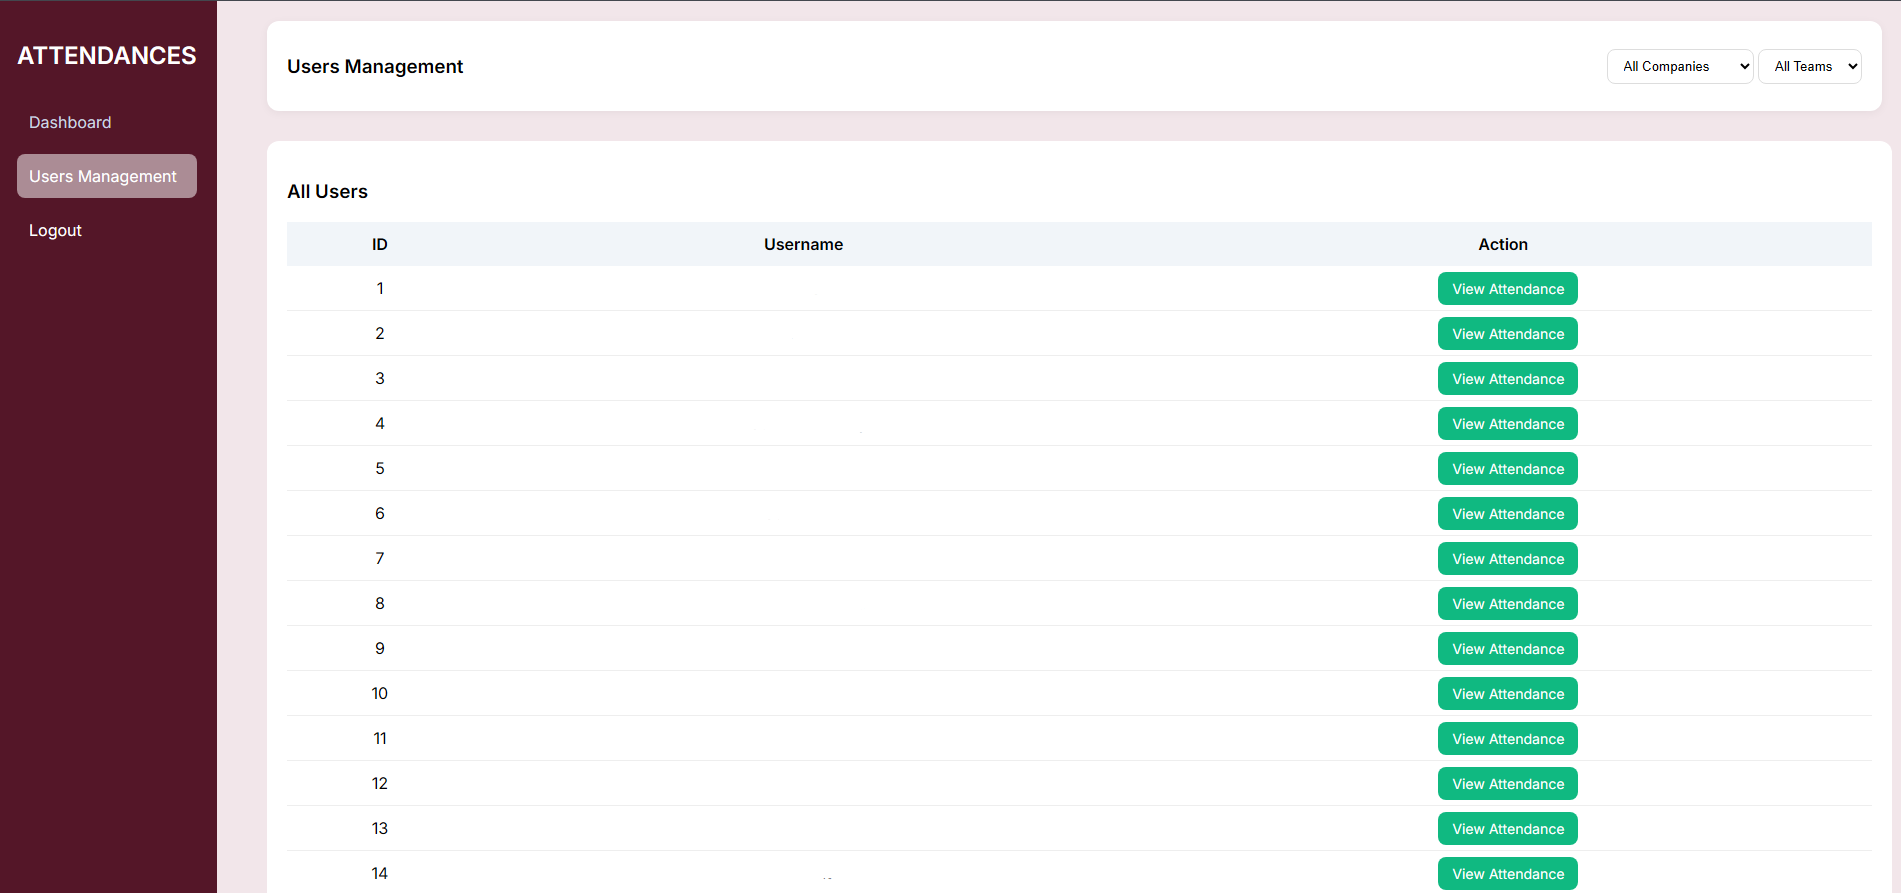 ATTENDANCES
Dashboard
Users Management
Logout
Users Management
All Companies All Teams
All Users
ID Username Action
1 View Attendance
2 View Attendance
3 View Attendance
4 View Attendance
5 View Attendance
6 View Attendance
7 View Attendance
8 View Attendance
9 View Attendance
10 View Attendance
11 View Attendance
12 View Attendance
13 View Attendance
14 View Attendance